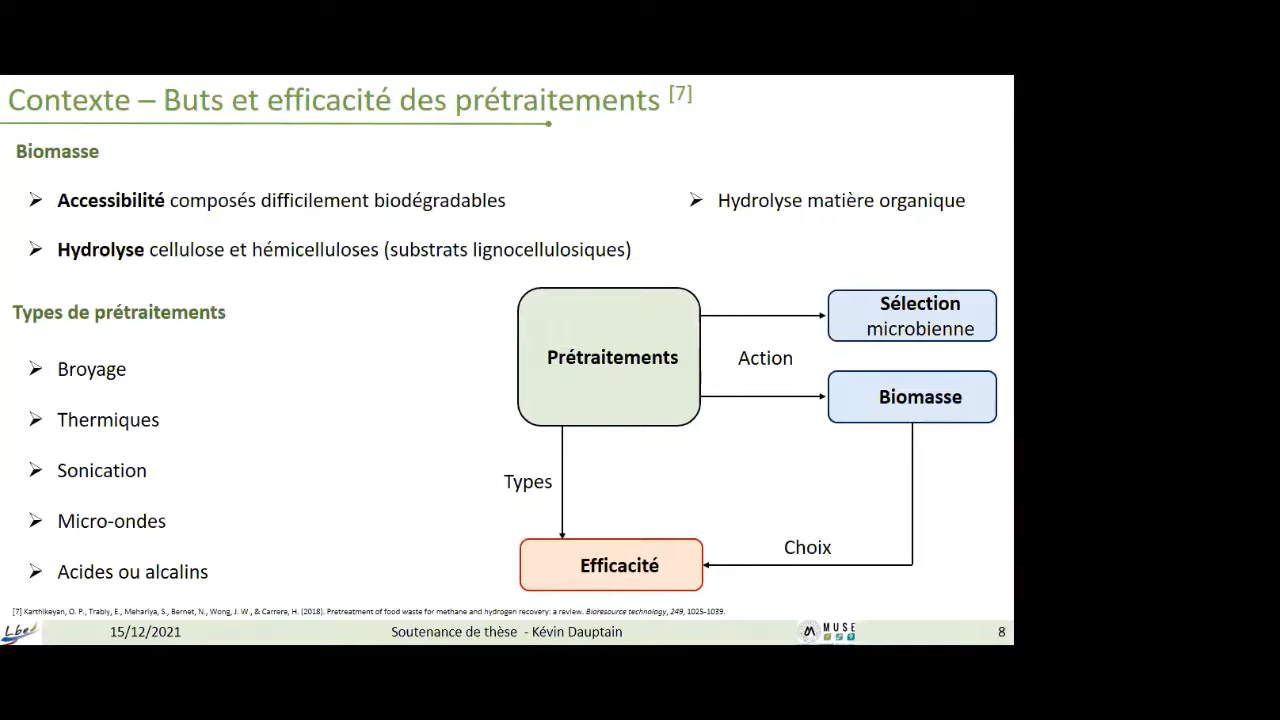 Contexte – Buts et efficacité des prétraitements [7]
Biomasse
➢ Accessibilité composés difficilement biodégradables
➢ Hydrolyse matière organique
➢ Hydrolyse cellulose et hémicelluloses (substrats lignocellulosiques)
Types de prétraitements
➢ Broyage
➢ Thermiques
➢ Sonication
➢ Micro-ondes
➢ Acides ou alcalins
Prétraitements
Sélection
microbienne
Action
Biomasse
Types
Choix
Efficacité
[7] Karthikeyan, O. P., Trably, E., Mehariya, S., Bernet, N., Wong, J. W., & Carrere, H. (2018). Pretreatment of food waste for methane and hydrogen recovery: a review. Bioresource technology, 249, 1025-1039.
Lbe
15/12/2021
Soutenance de thèse - Kévin Dauptain
MUSE
8